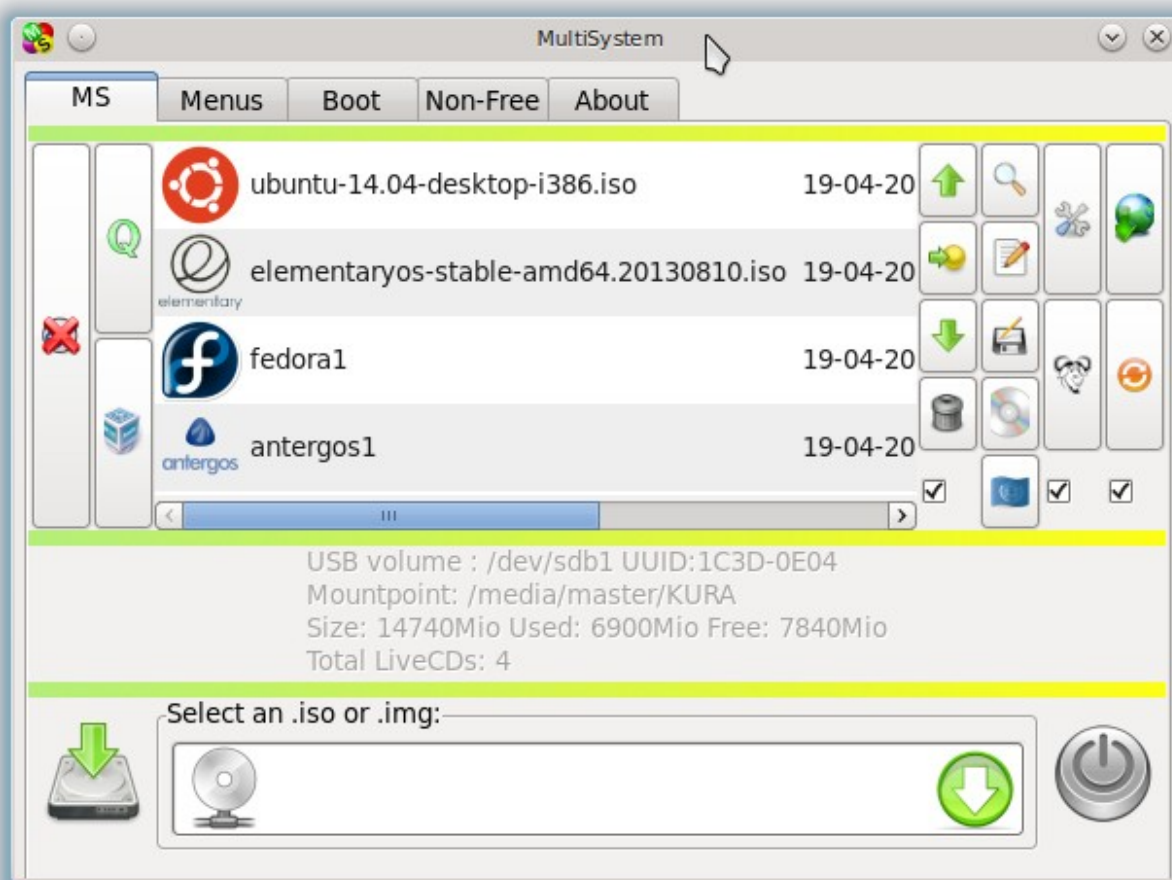 MultiSystem
MS Menus Boot Non-Free About
ubuntu-14.04-desktop-i386.iso 19-04-20
elementaryos-stable-amd64.20130810.iso 19-04-20
elementary
fedora1 19-04-20
antergos1 19-04-20
antergos
USB volume : /dev/sdb1 UUID:1C3D-0E04
Mountpoint: /media/master/KURA
Size: 14740Mio Used: 6900Mio Free: 7840Mio
Total LiveCDs: 4
Select an .iso or .img: